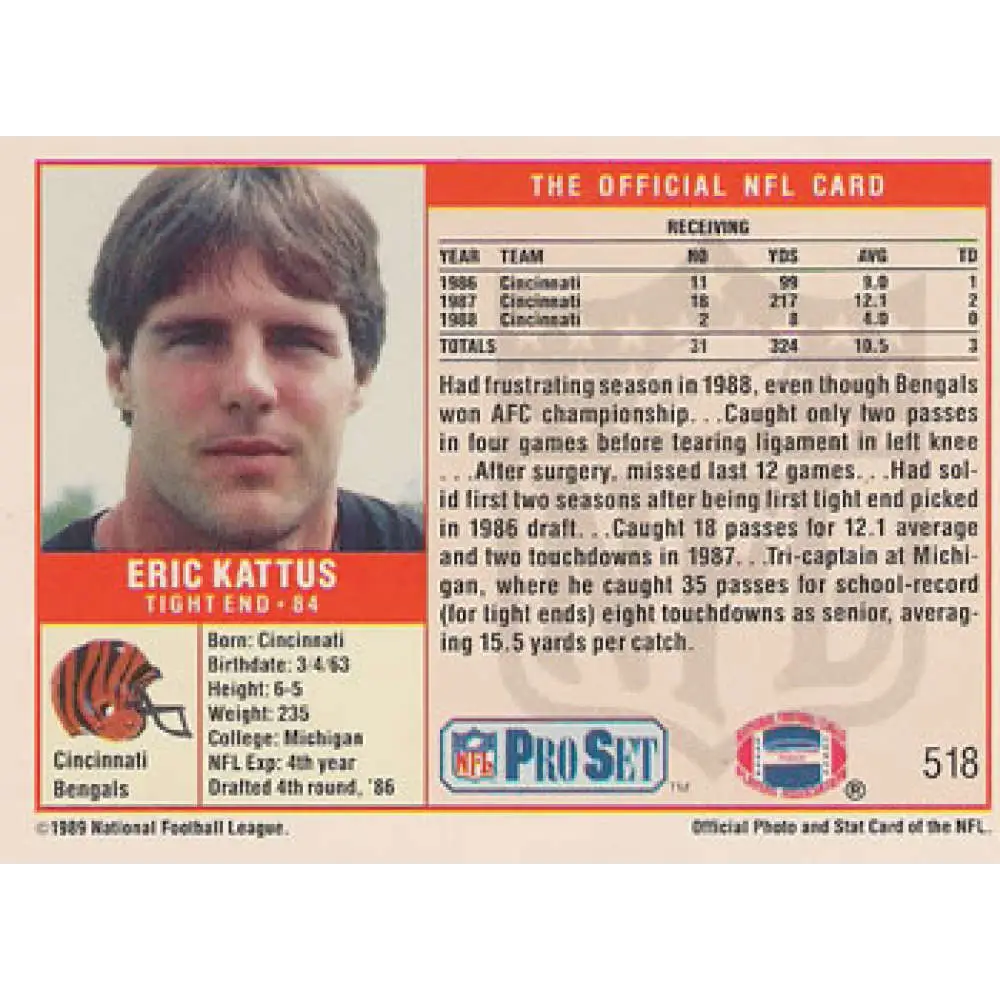 THE OFFICIAL NFL CARD
RECEIVING
YEAR TEAM NO YDS AVG TD
1986 Cincinnati 11 99 9.0 1
1987 Cincinnati 18 217 12.1 2
1988 Cincinnati 2 8 4.0 0
TOTALS 31 324 10.5 3
Had frustrating season in 1988, even though Bengals
won AFC championship. . .Caught only two passes
in four games before tearing ligament in left knee
. . .After surgery, missed last 12 games. . .Had sol-
id first two seasons after being first tight end picked
in 1986 draft. . .Caught 18 passes for 12.1 average
and two touchdowns in 1987. . .Tri-captain at Michi-
gan, where he caught 35 passes for school-record
(for tight ends) eight touchdowns as senior, averag-
ing 15.5 yards per catch.
ERIC KATTUS
TIGHT END • 84
Born: Cincinnati
Birthdate: 3-4-63
Height: 6-5
Weight: 235
College: Michigan
NFL Exp: 4th year
Drafted 4th round, '86
Cincinnati
Bengals
NFL PRO SET TM
®
518
©1989 National Football League.
Official Photo and Stat Card of the NFL.